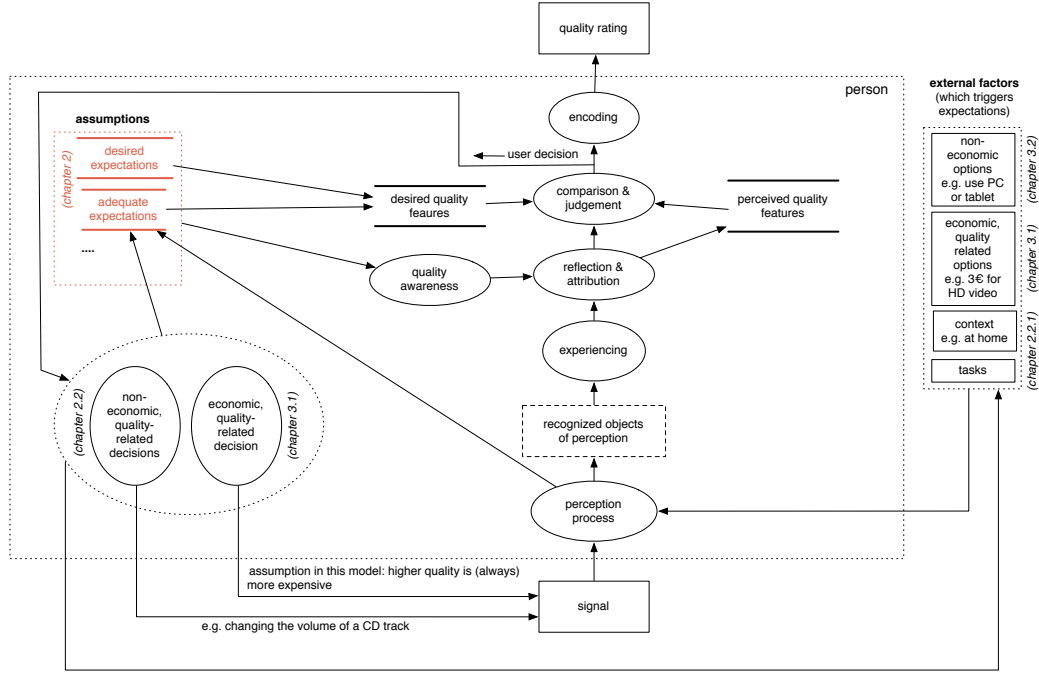 quality rating
person
external factors
(which triggers
expectations)
assumptions
encoding
(chapter 2)
desired
expectations
user decision
non-
economic
options
e.g. use PC
or tablet
(chapter 3.2)
adequate
expectations
....
desired quality
feaures
comparison &
judgement
perceived quality
features
economic,
quality
related
options
e.g. 3€ for
HD video
(chapter 3.1)
quality
awareness
reflection &
attribution
context
e.g. at home
(chapter 2.2.1)
experiencing
tasks
(chapter 2.2)
non-
economic,
quality-
related
decisions
economic,
quality-
related
decision
(chapter 3.1)
recognized objects
of perception
perception
process
assumption in this model: higher quality is (always)
more expensive
signal
e.g. changing the volume of a CD track